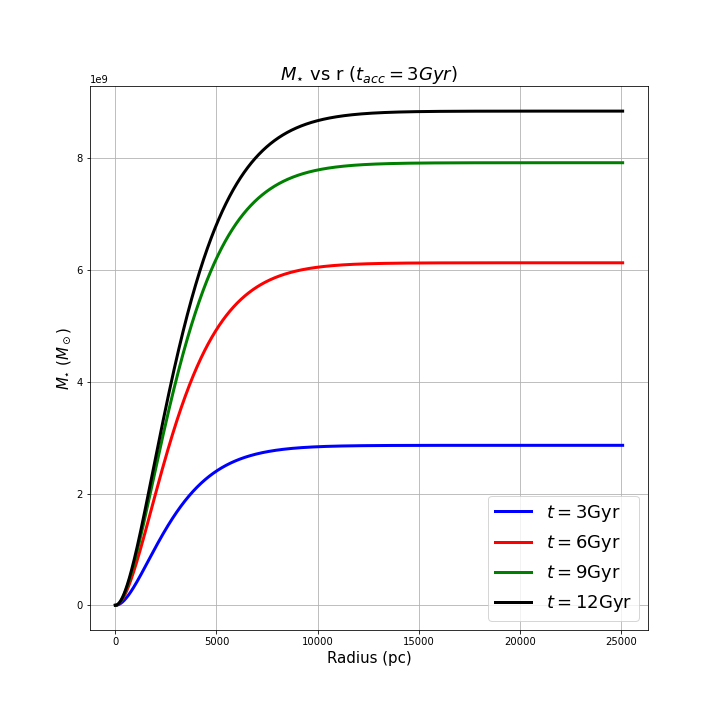 M⋆ vs r (t_acc = 3Gyr)
1e9
8
6
4
2
0
M⋆ (M⊙)
0 5000 10000 15000 20000 25000
Radius (pc)
t = 3Gyr
t = 6Gyr
t = 9Gyr
t = 12Gyr